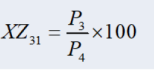 XZ₃₁ = P₃/P₄ ×100